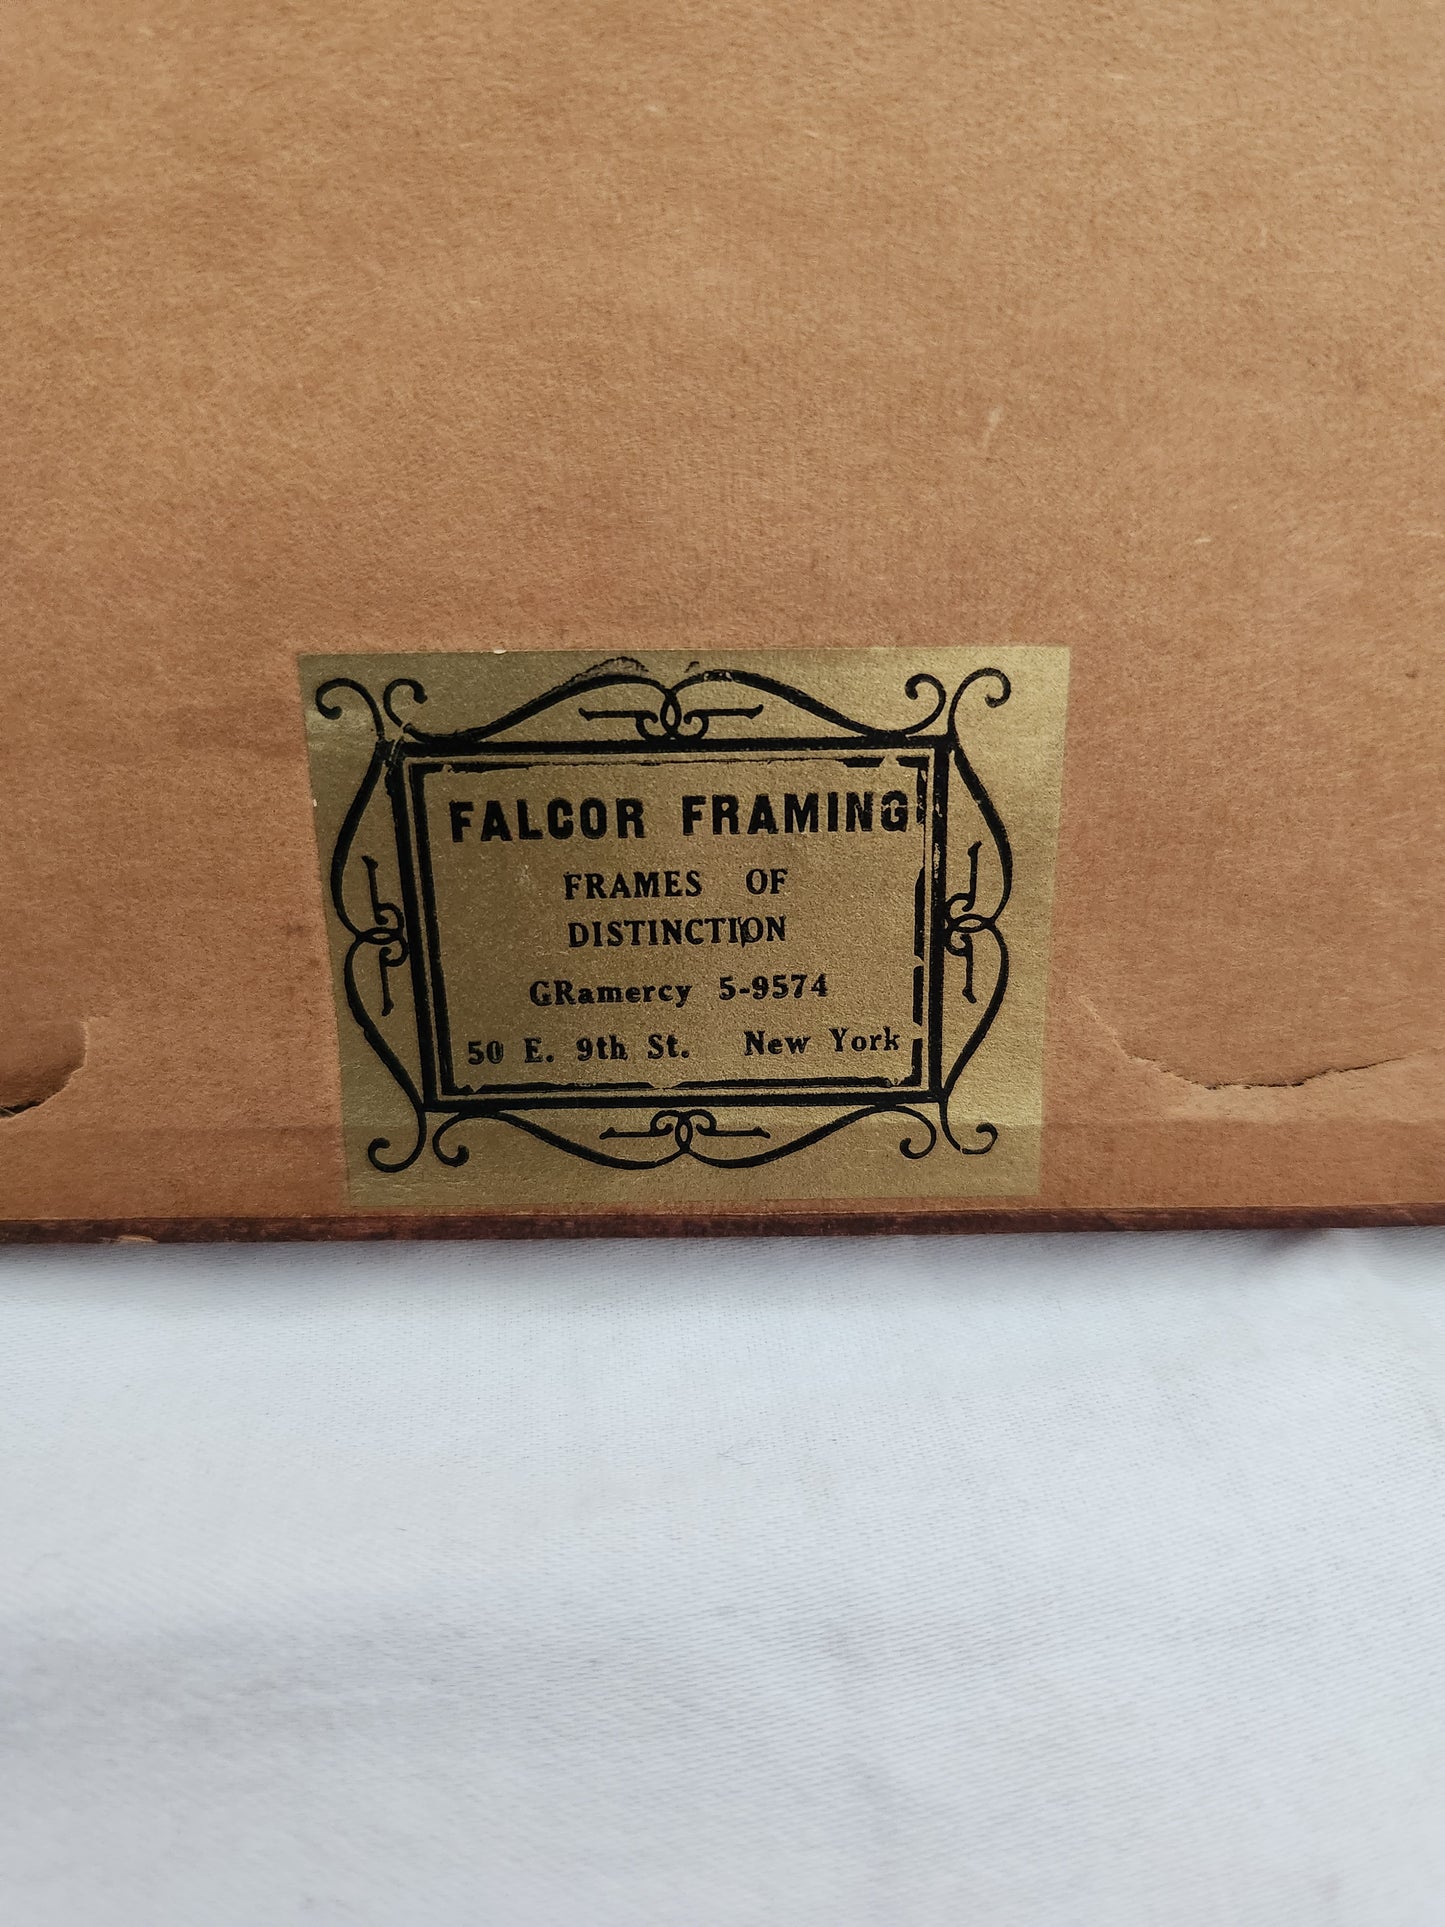 FALCOR FRAMING
FRAMES OF
DISTINCTION
GRamercy 5-9574
50 E. 9th St. New York